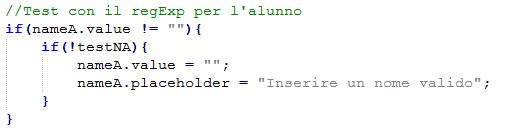 //Test con il regExp per l'alunno
if(nameA.value != ""){
if(!testNA){
nameA.value = "";
nameA.placeholder = "Inserire un nome valido";
}
}